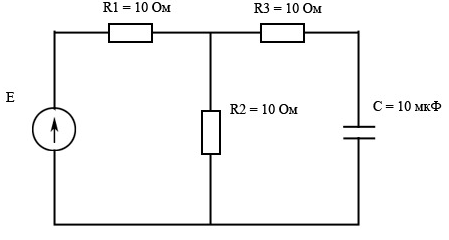 R1 = 10 Ом
R3 = 10 Ом
E
R2 = 10 Ом
C = 10 мкФ